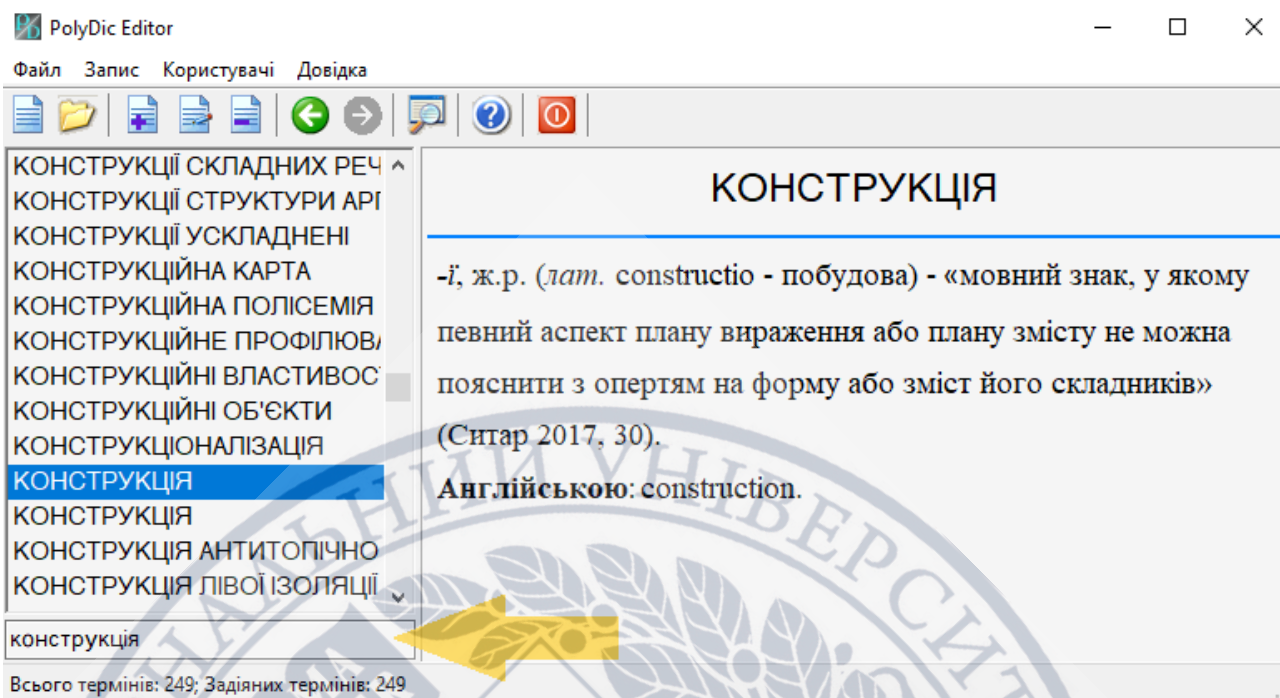 PolyDic Editor
Файл Запис Користувачі Довідка
КОНСТРУКЦІЇ СКЛАДНИХ РЕЧ
КОНСТРУКЦІЇ СТРУКТУРИ АРГ
КОНСТРУКЦІЇ УСКЛАДНЕНІ
КОНСТРУКЦІЙНА КАРТА
КОНСТРУКЦІЙНА ПОЛІСЕМІЯ
КОНСТРУКЦІЙНЕ ПРОФІЛЮВА
КОНСТРУКЦІЙНІ ВЛАСТИВОС
КОНСТРУКЦІЙНІ ОБ'ЄКТИ
КОНСТРУКЦІОНАЛІЗАЦІЯ
КОНСТРУКЦІЯ
КОНСТРУКЦІЯ
КОНСТРУКЦІЯ АНТИТОПІЧНО
КОНСТРУКЦІЯ ЛІВОЇ ІЗОЛЯЦІЇ
конструкція
Всього термінів: 249; Задіяних термінів: 249
КОНСТРУКЦІЯ
-ї, ж.р. (лат. constructio - побудова) - «мовний знак, у якому
певний аспект плану вираження або плану змісту не можна
пояснити з опертям на форму або зміст його складників»
(Ситар 2017, 30).
Англійською: construction.